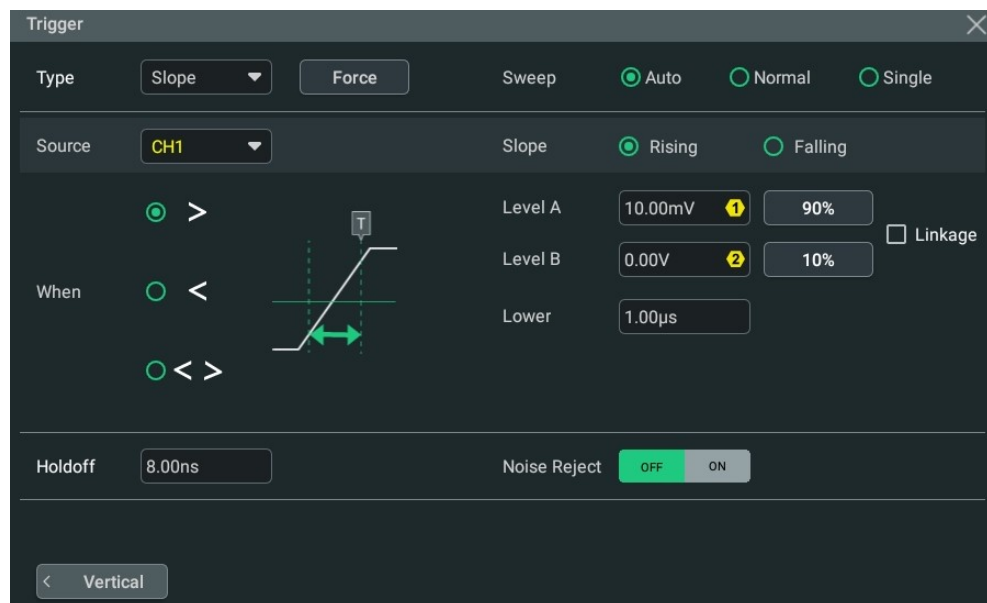 Trigger
Type Slope Force Sweep Auto Normal Single
Source CH1 Slope Rising Falling
> T Level A 10.00mV 1 90%
Linkage
Level B 0.00V 2 10%
When <
Lower 1.00µs
< >
Holdoff 8.00ns Noise Reject OFF ON
< Vertical